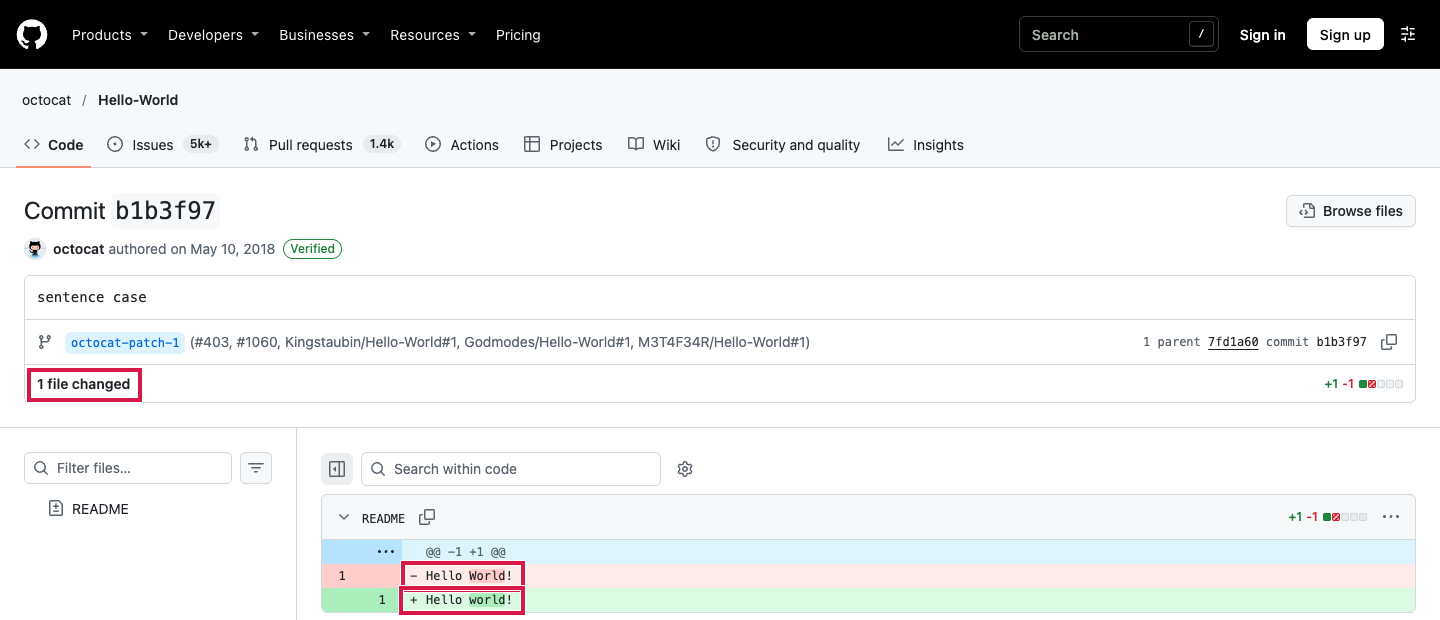 Products Developers Businesses Resources Pricing Search / Sign in Sign up
octocat / Hello-World
Code Issues 5k+ Pull requests 1.4k Actions Projects Wiki Security and quality Insights
Commit b1b3f97 Browse files
octocat authored on May 10, 2018 Verified
sentence case
octocat-patch-1 (#403, #1060, Kingstaubin/Hello-World#1, Godmodes/Hello-World#1, M3T4F34R/Hello-World#1) 1 parent 7fd1a60 commit b1b3f97
1 file changed +1 -1
Filter files... Search within code
README
README +1 -1
@@ -1 +1 @@
1 - Hello World!
1 + Hello world!